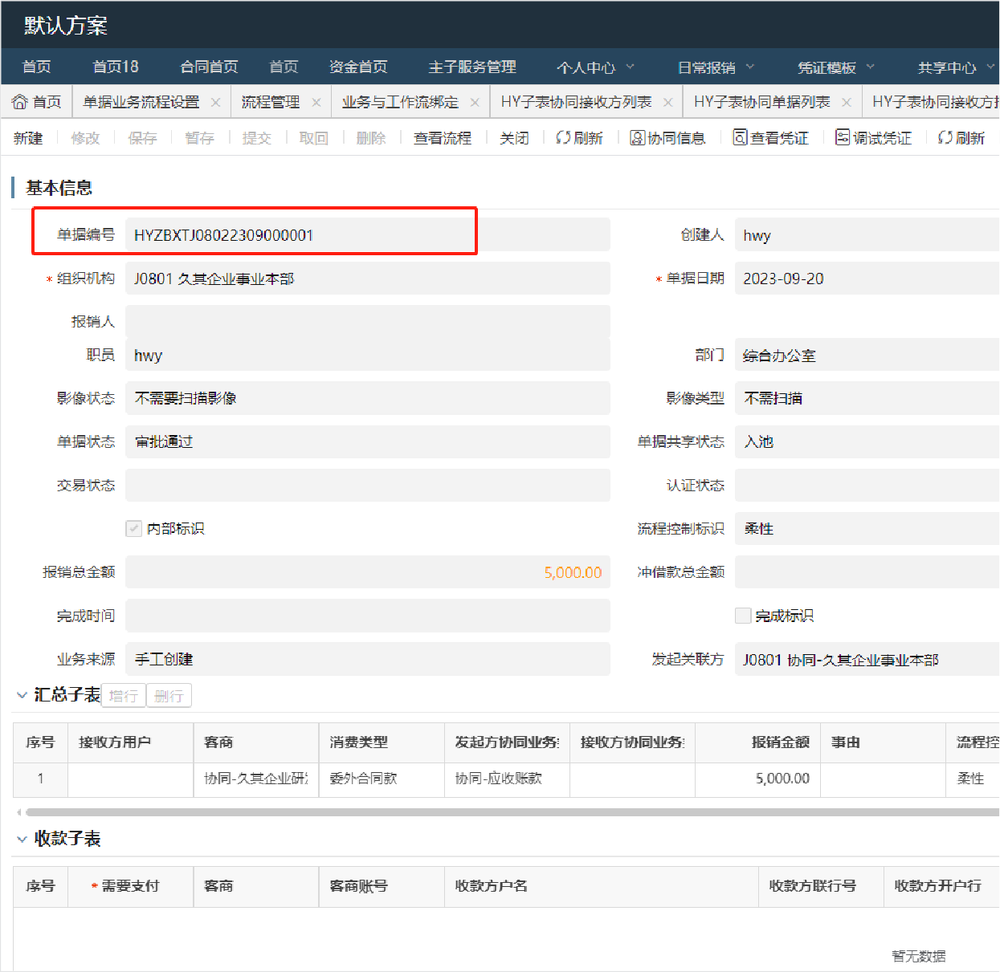 默认方案
首页 首页18 合同首页 首页 资金首页 主子服务管理 个人中心 日常报销 凭证模板 共享中心
首页 单据业务流程设置 流程管理 业务与工作流绑定 HY子表协同接收方列表 HY子表协同单据列表 HY子表协同接收方
新建 修改 保存 暂存 提交 取回 删除 查看流程 关闭 刷新 协同信息 查看凭证 调试凭证 刷新
基本信息
单据编号 HYZBXTJ08022309000001 创建人 hwy
* 组织机构 J0801 久其企业事业本部 * 单据日期 2023-09-20
报销人
职员 hwy 部门 综合办公室
影像状态 不需要扫描影像 影像类型 不需扫描
单据状态 审批通过 单据共享状态 入池
交易状态 认证状态
内部标识 流程控制标识 柔性
报销总金额 5,000.00 冲借款总金额
完成时间 完成标识
业务来源 手工创建 发起关联方 J0801 协同-久其企业事业本部
汇总子表 增行 删行
序号 接收方用户 客商 消费类型 发起方协同业务 接收方协同业务 报销金额 事由 流程控
1 协同-久其企业研 委外合同款 协同-应收账款 5,000.00 柔性
收款子表
序号 * 需要支付 客商 客商账号 收款方户名 收款方联行号 收款方开户行
暂无数据